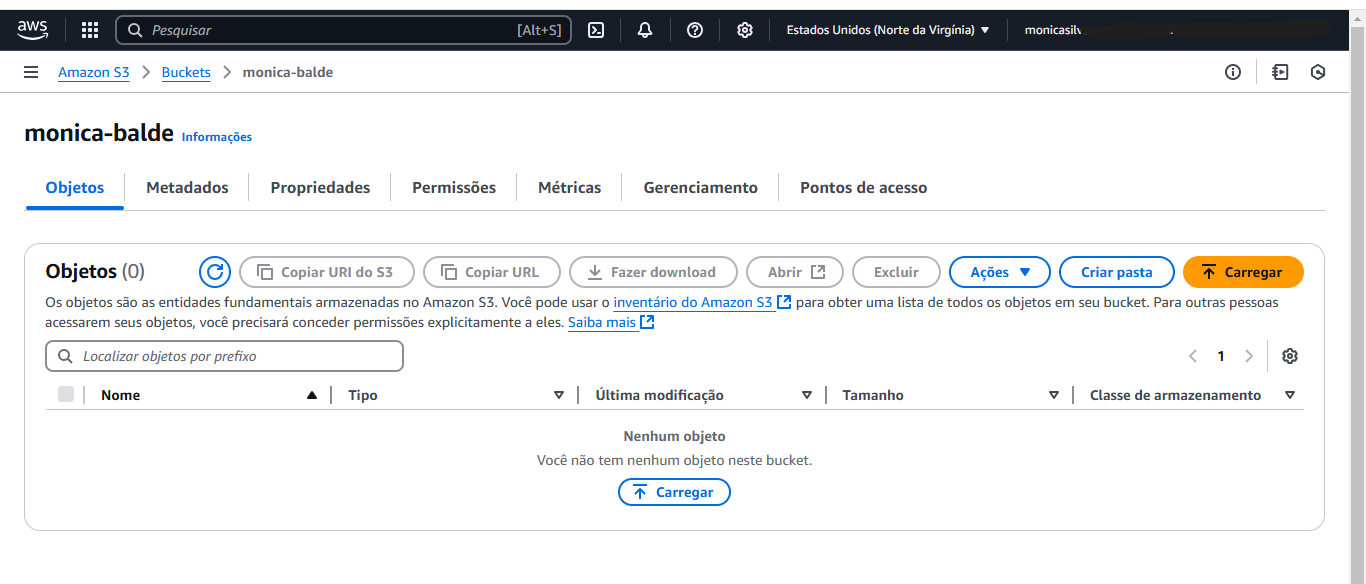 aws Pesquisar [Alt+S] Estados Unidos (Norte da Virgínia)
Amazon S3 Buckets monica-balde
monica-balde Informações
Objetos Metadados Propriedades Permissões Métricas Gerenciamento Pontos de acesso
Objetos (0) Copiar URI do S3 Copiar URL Fazer download Abrir Excluir Ações Criar pasta Carregar
Os objetos são as entidades fundamentais armazenadas no Amazon S3. Você pode usar o inventário do Amazon S3 para obter uma lista de todos os objetos em seu bucket. Para outras pessoas
acessarem seus objetos, você precisará conceder permissões explicitamente a eles. Saiba mais
Localizar objetos por prefixo 1
Nome Tipo Última modificação Tamanho Classe de armazenamento
Nenhum objeto
Você não tem nenhum objeto neste bucket.
Carregar